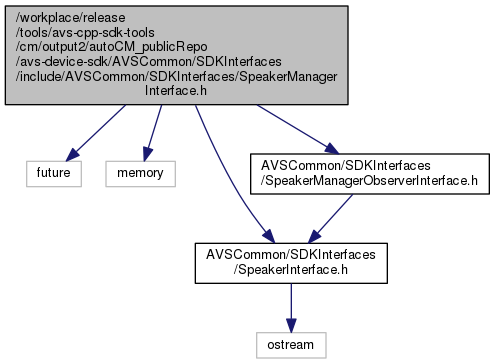 /workplace/release
/tools/avs-cpp-sdk-tools
/cm/output2/autoCM_publicRepo
/avs-device-sdk/AVSCommon/SDKInterfaces
/include/AVSCommon/SDKInterfaces/SpeakerManager
Interface.h
future
memory
AVSCommon/SDKInterfaces
/SpeakerManagerObserverInterface.h
AVSCommon/SDKInterfaces
/SpeakerInterface.h
ostream